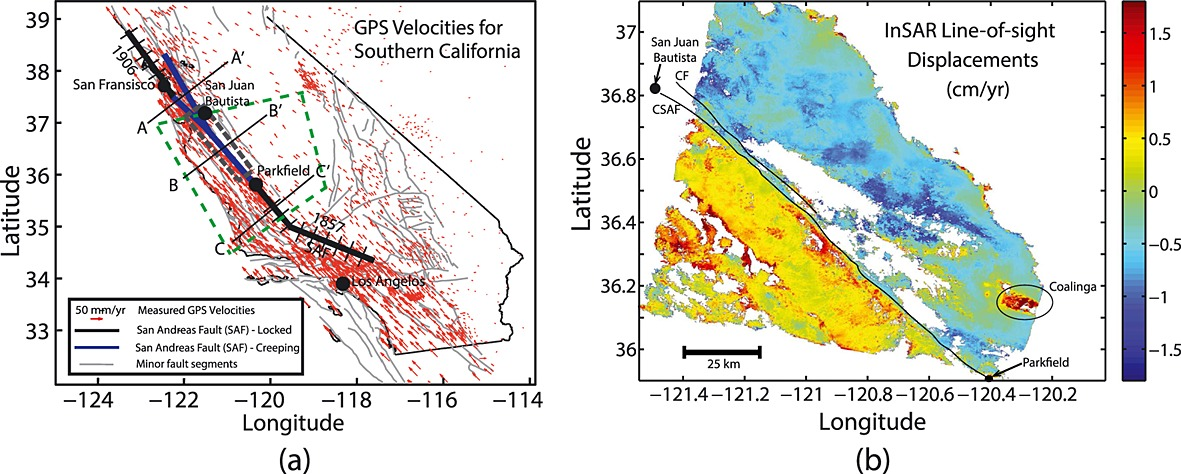 GPS Velocities for
Southern California
39
38
37
36
35
34
33
Latitude
−124
−122
−120
−118
−116
−114
Longitude
1906
San Fransisco
A'
San Juan
Bautista
A
B'
B
Parkfield
C'
C
1857
SAF
Los Angelos
50 mm/yr
Measured GPS Velocities
San Andreas Fault (SAF) - Locked
San Andreas Fault (SAF) - Creeping
Minor fault segments
(a)
InSAR Line-of-sight
Displacements
(cm/yr)
37
36.8
36.6
36.4
36.2
36
Latitude
San Juan
Bautista
CF
CSAF
Coalinga
Parkfield
25 km
−121.4
−121.2
−121
−120.8
−120.6
−120.4
−120.2
Longitude
1.5
1
0.5
0
−0.5
−1
−1.5
(b)